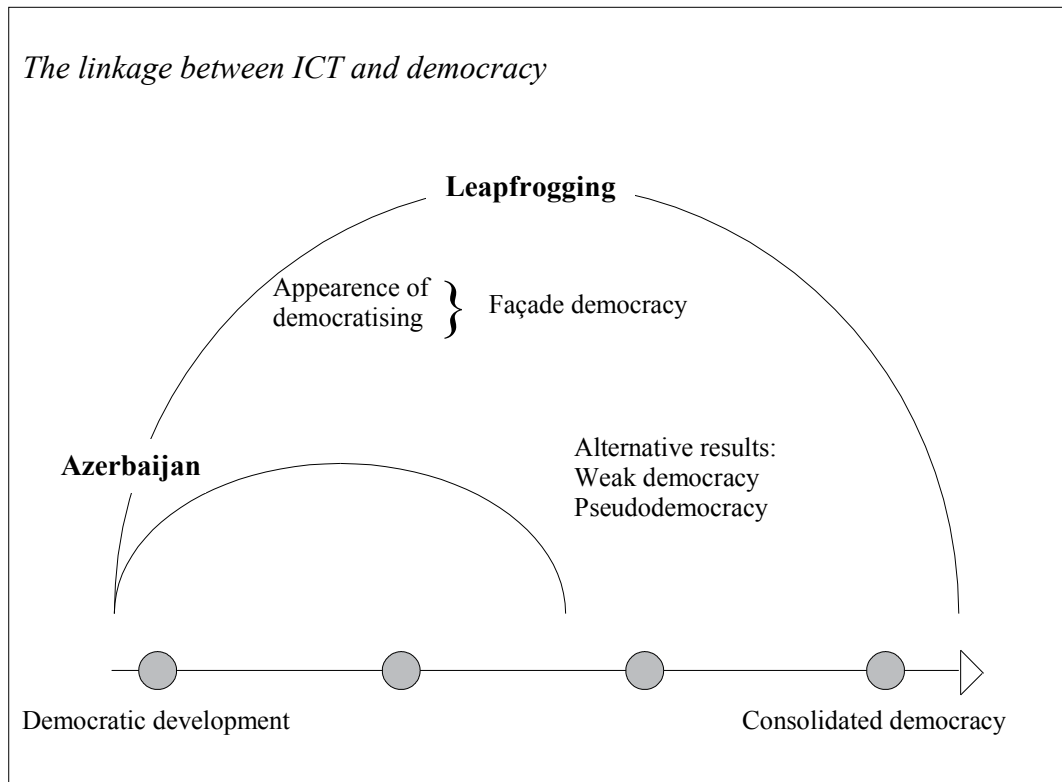 The linkage between ICT and democracy
Leapfrogging
Appearence of
democratising
}
Façade democracy
Azerbaijan
Alternative results:
Weak democracy
Pseudodemocracy
Democratic development
Consolidated democracy